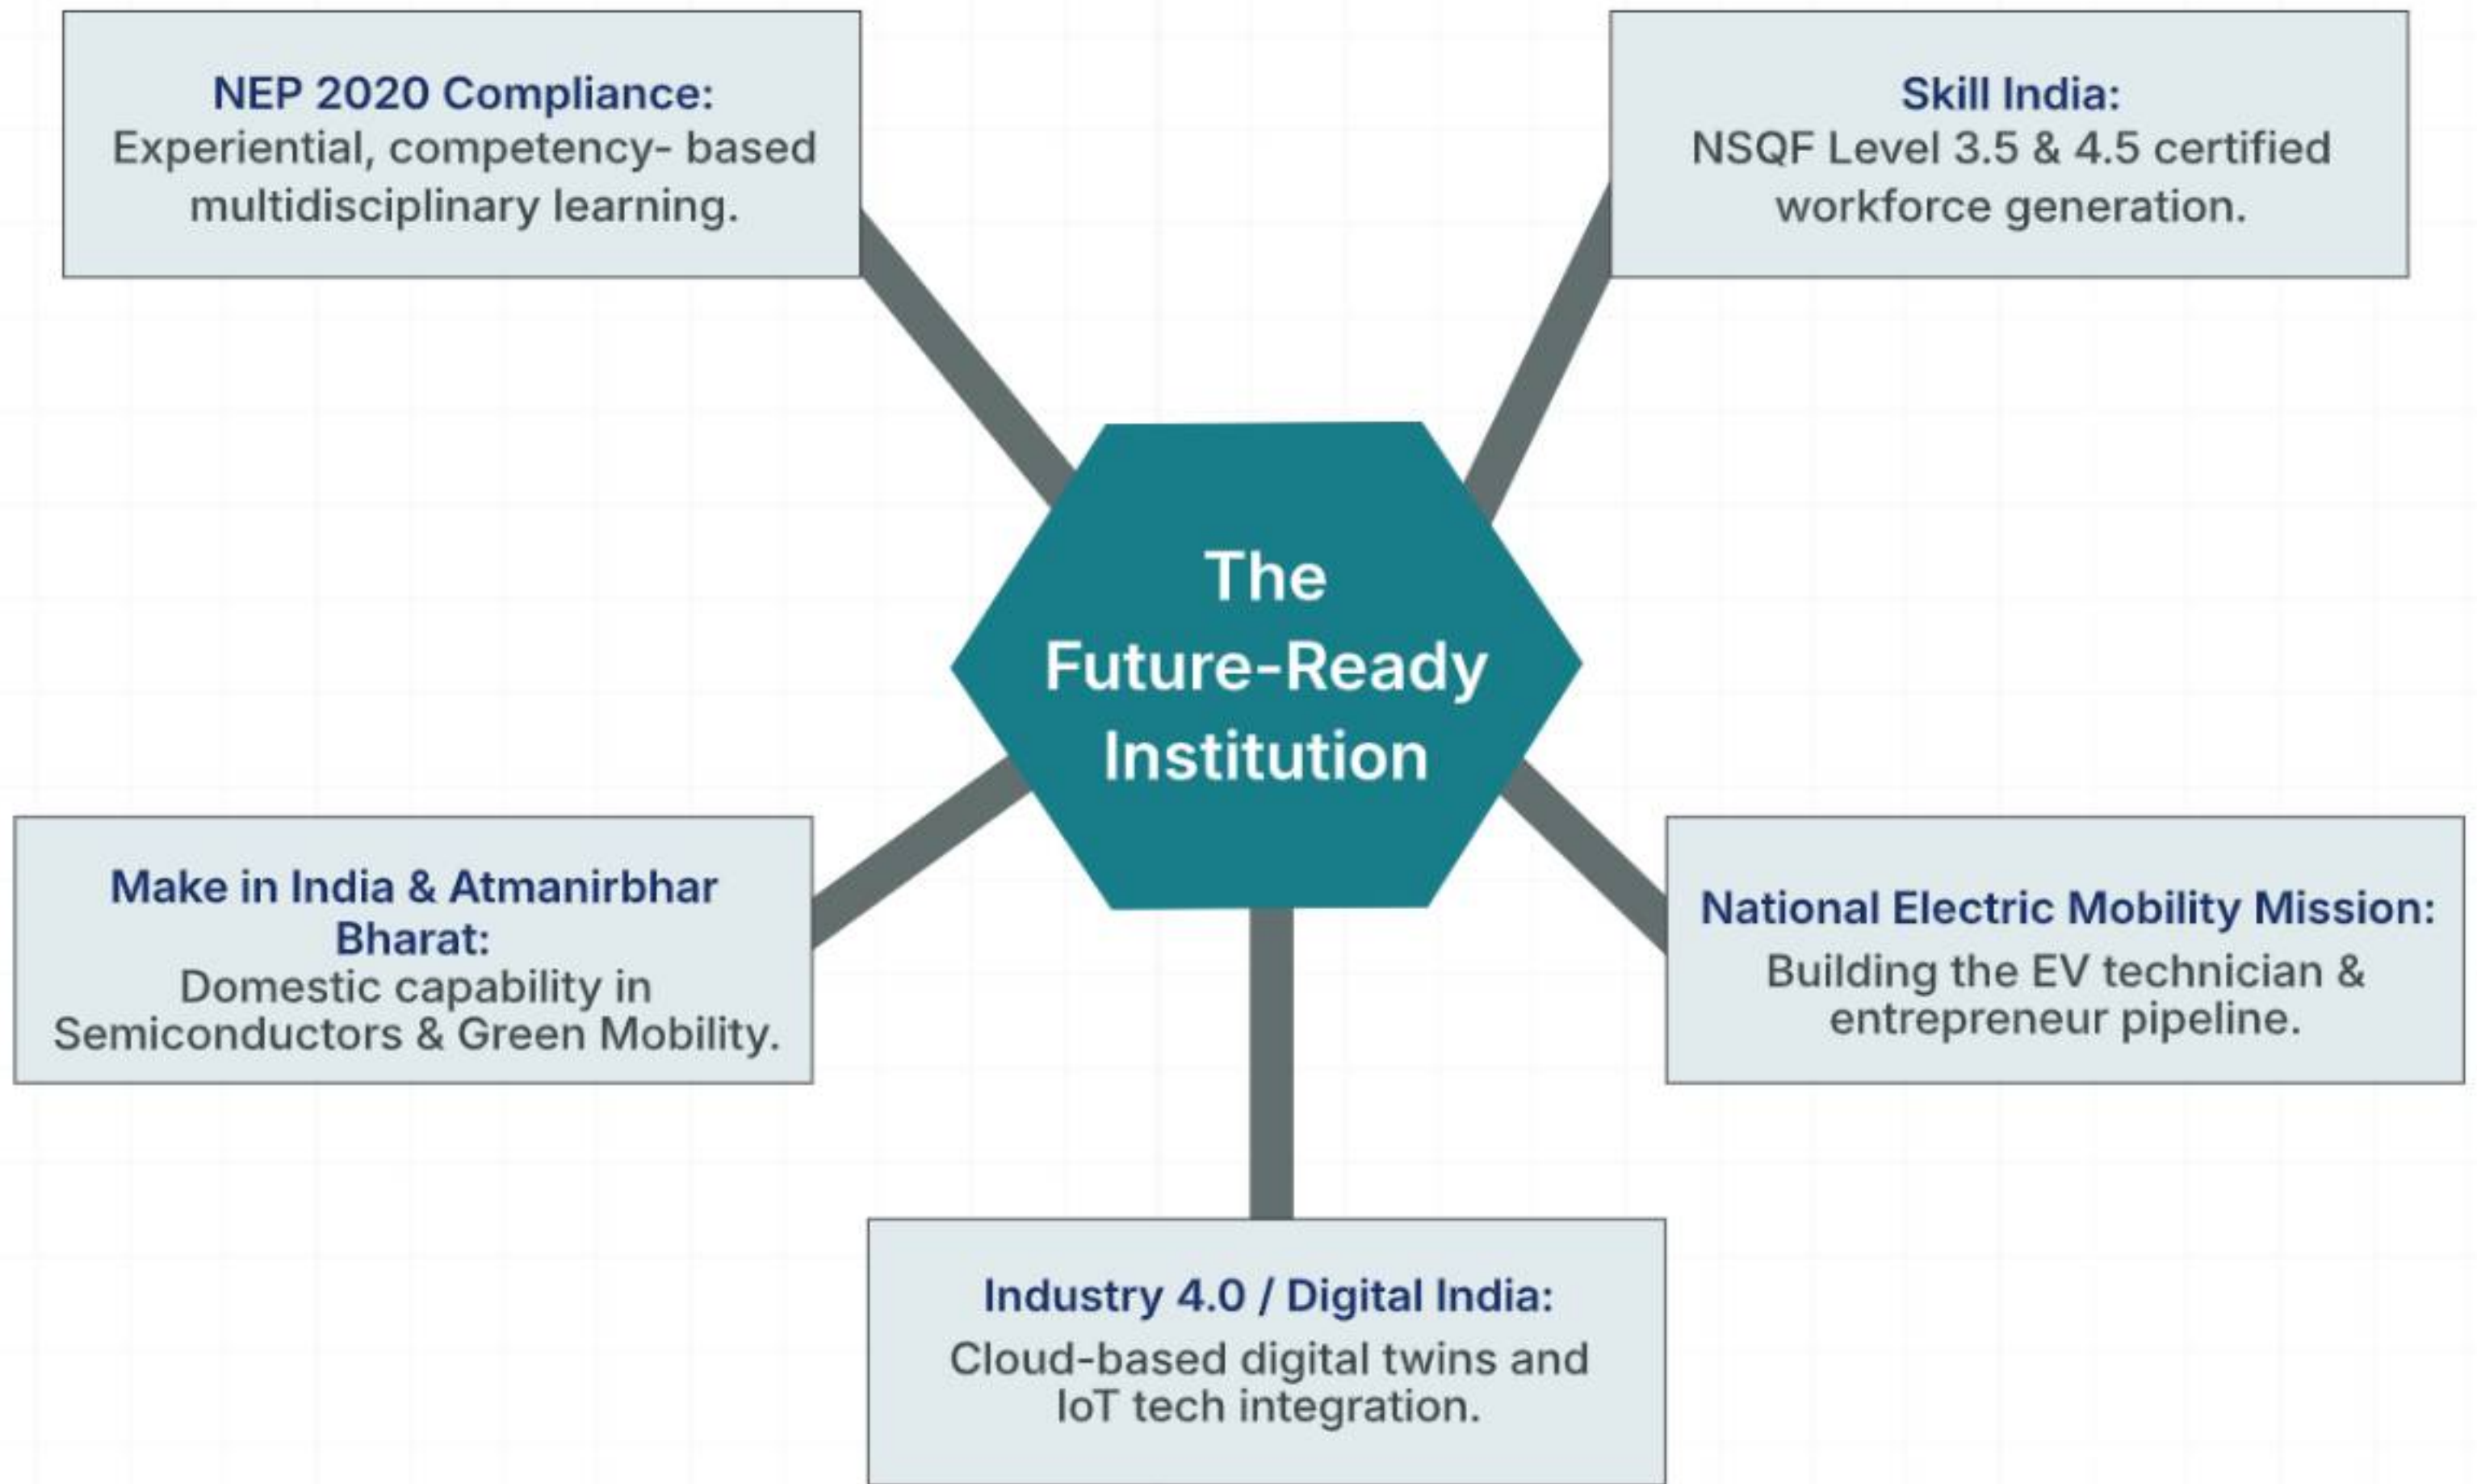 NEP 2020 Compliance:
Experiential, competency- based
multidisciplinary learning.
Skill India:
NSQF Level 3.5 & 4.5 certified
workforce generation.
The
Future-Ready
Institution
Make in India & Atmanirbhar
Bharat:
Domestic capability in
Semiconductors & Green Mobility.
National Electric Mobility Mission:
Building the EV technician &
entrepreneur pipeline.
Industry 4.0 / Digital India:
Cloud-based digital twins and
IoT tech integration.